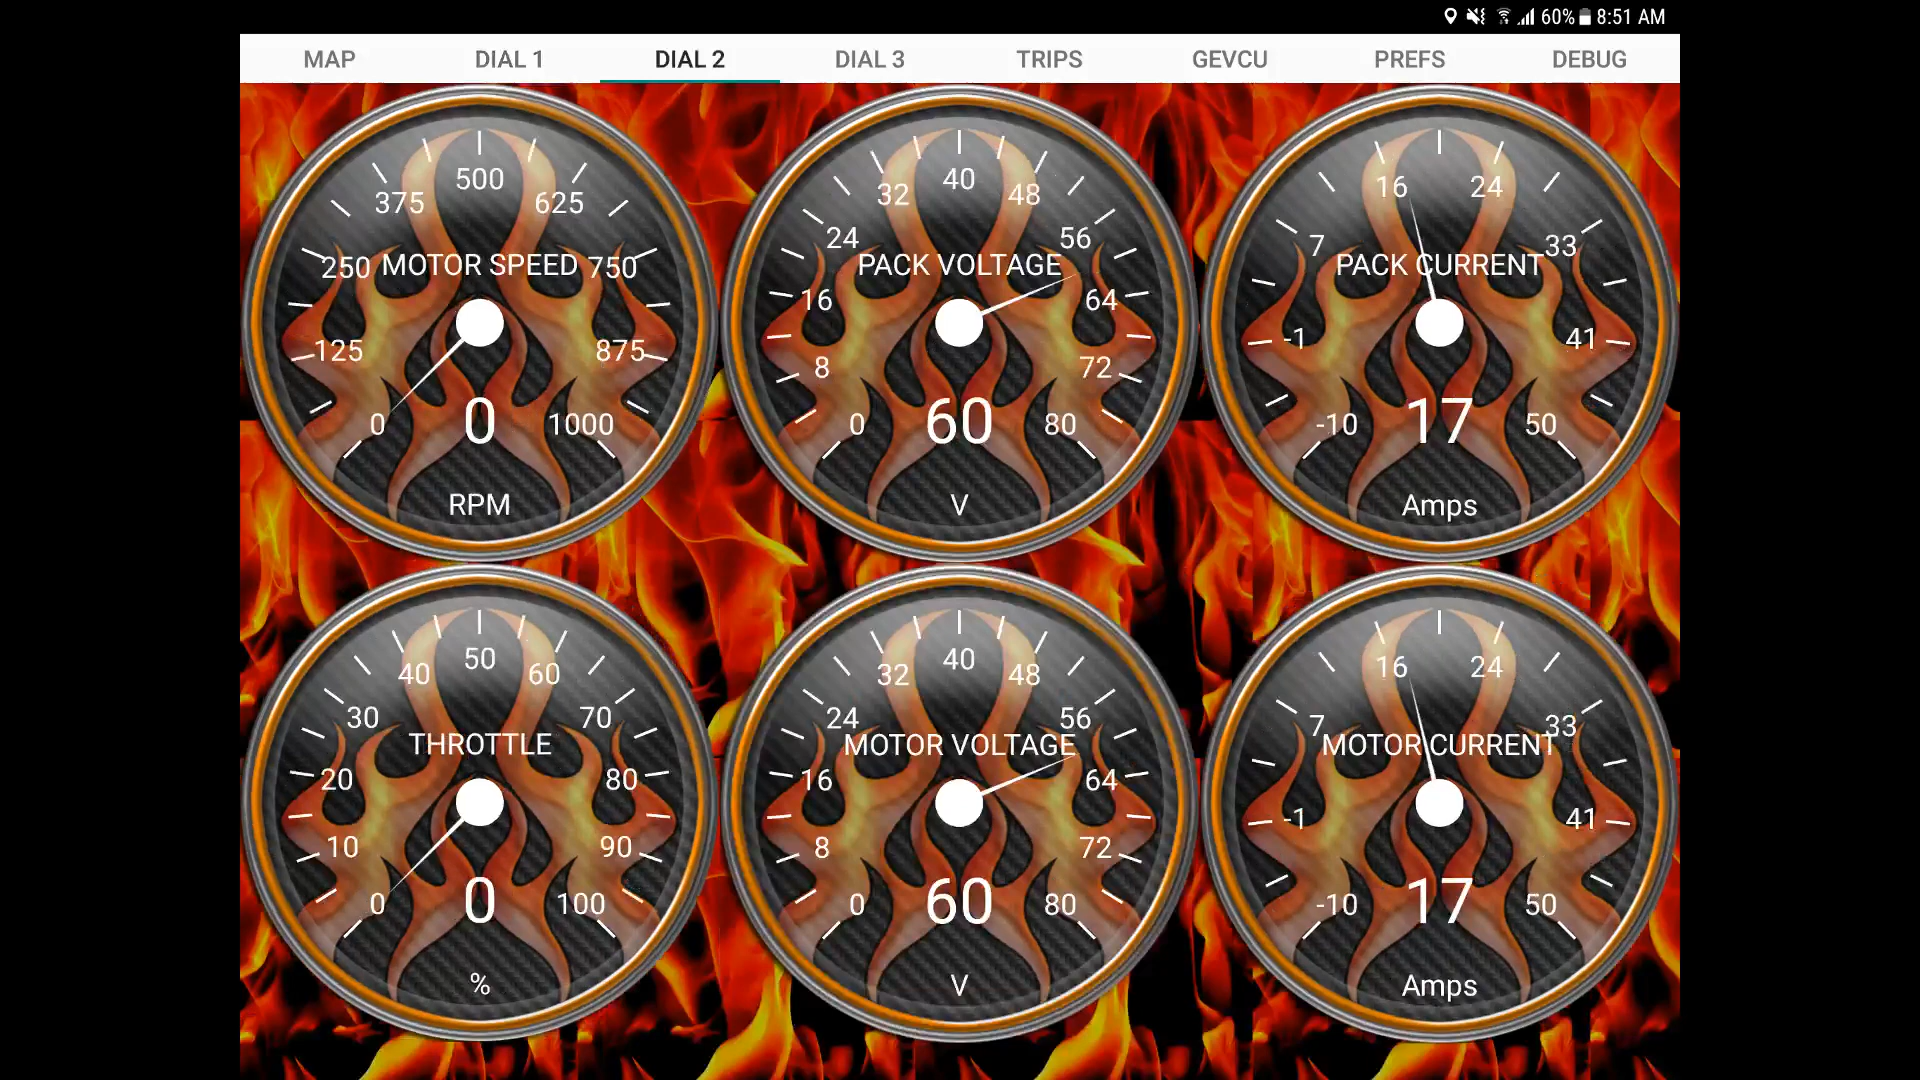 60% 8:51 AM
MAP DIAL 1 DIAL 2 DIAL 3 TRIPS GEVCU PREFS DEBUG
500
375 625
250 MOTOR SPEED 750
125 875
0 0 1000
RPM
40
32 48
24 56
PACK VOLTAGE
16 64
8 72
0 60 80
V
16 24
7 33
PACK CURRENT
-1 41
-10 17 50
Amps
50
40 60
30 70
THROTTLE
20 80
10 90
0 0 100
%
40
32 48
24 56
MOTOR VOLTAGE
16 64
8 72
0 60 80
V
16 24
7 33
MOTOR CURRENT
-1 41
-10 17 50
Amps